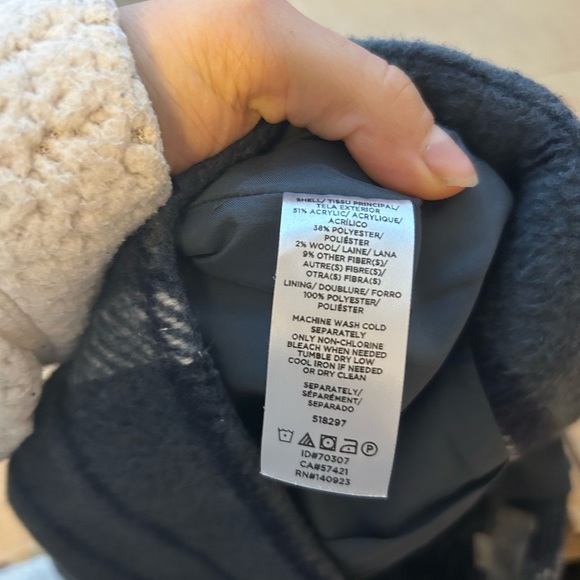 SHELL/ TISSU PRINCIPAL/
TELA EXTERIOR
51% ACRYLIC/ ACRYLIQUE/
ACRÍLICO
38% POLYESTER/
POLIÉSTER
2% WOOL/ LAINE/ LANA
9% OTHER FIBER(S)/
AUTRE(S) FIBRE(S)/
OTRA(S) FIBRA(S)
LINING/ DOUBLURE/ FORRO
100% POLYESTER/
POLIÉSTER
MACHINE WASH COLD
SEPARATELY
ONLY NON-CHLORINE
BLEACH WHEN NEEDED
TUMBLE DRY LOW
COOL IRON IF NEEDED
OR DRY CLEAN
SEPARATELY/
SÉPARÉMENT/
SEPARADO
518297
P
ID#70307
CA#57421
RN#140923